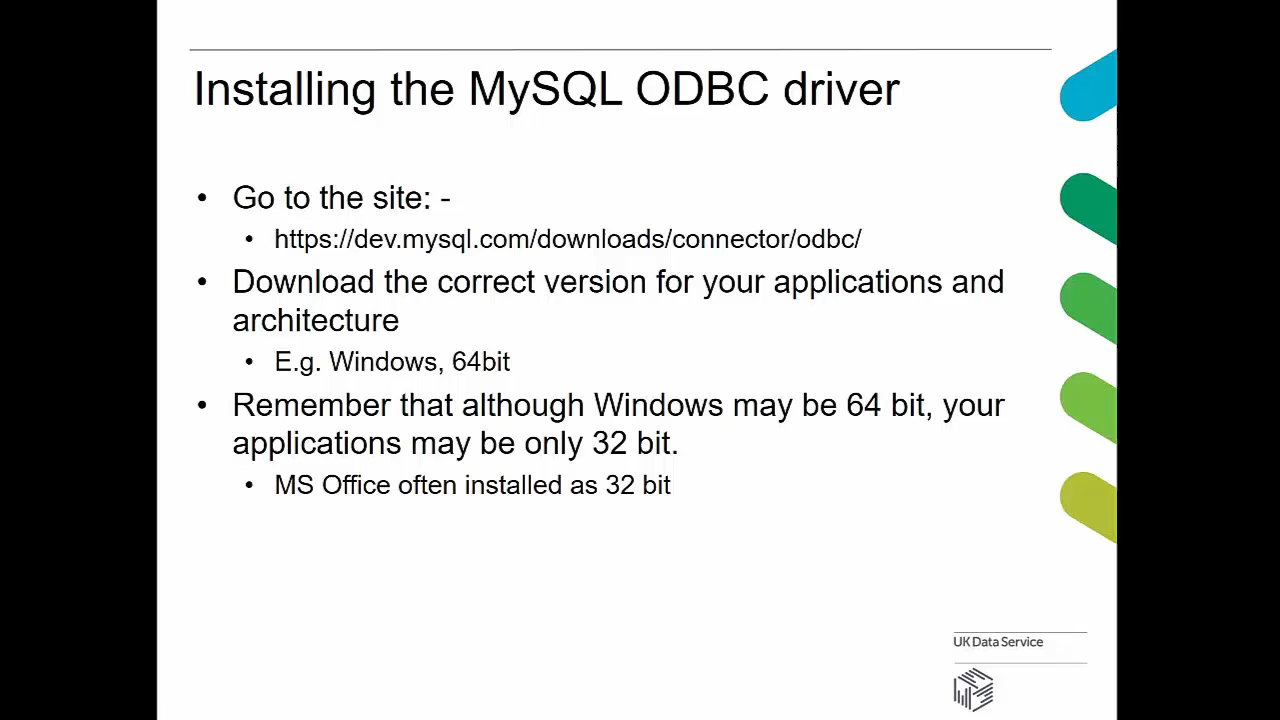 Installing the MySQL ODBC driver
• Go to the site: -
• https://dev.mysql.com/downloads/connector/odbc/
• Download the correct version for your applications and
architecture
• E.g. Windows, 64bit
• Remember that although Windows may be 64 bit, your
applications may be only 32 bit.
• MS Office often installed as 32 bit
UK Data Service